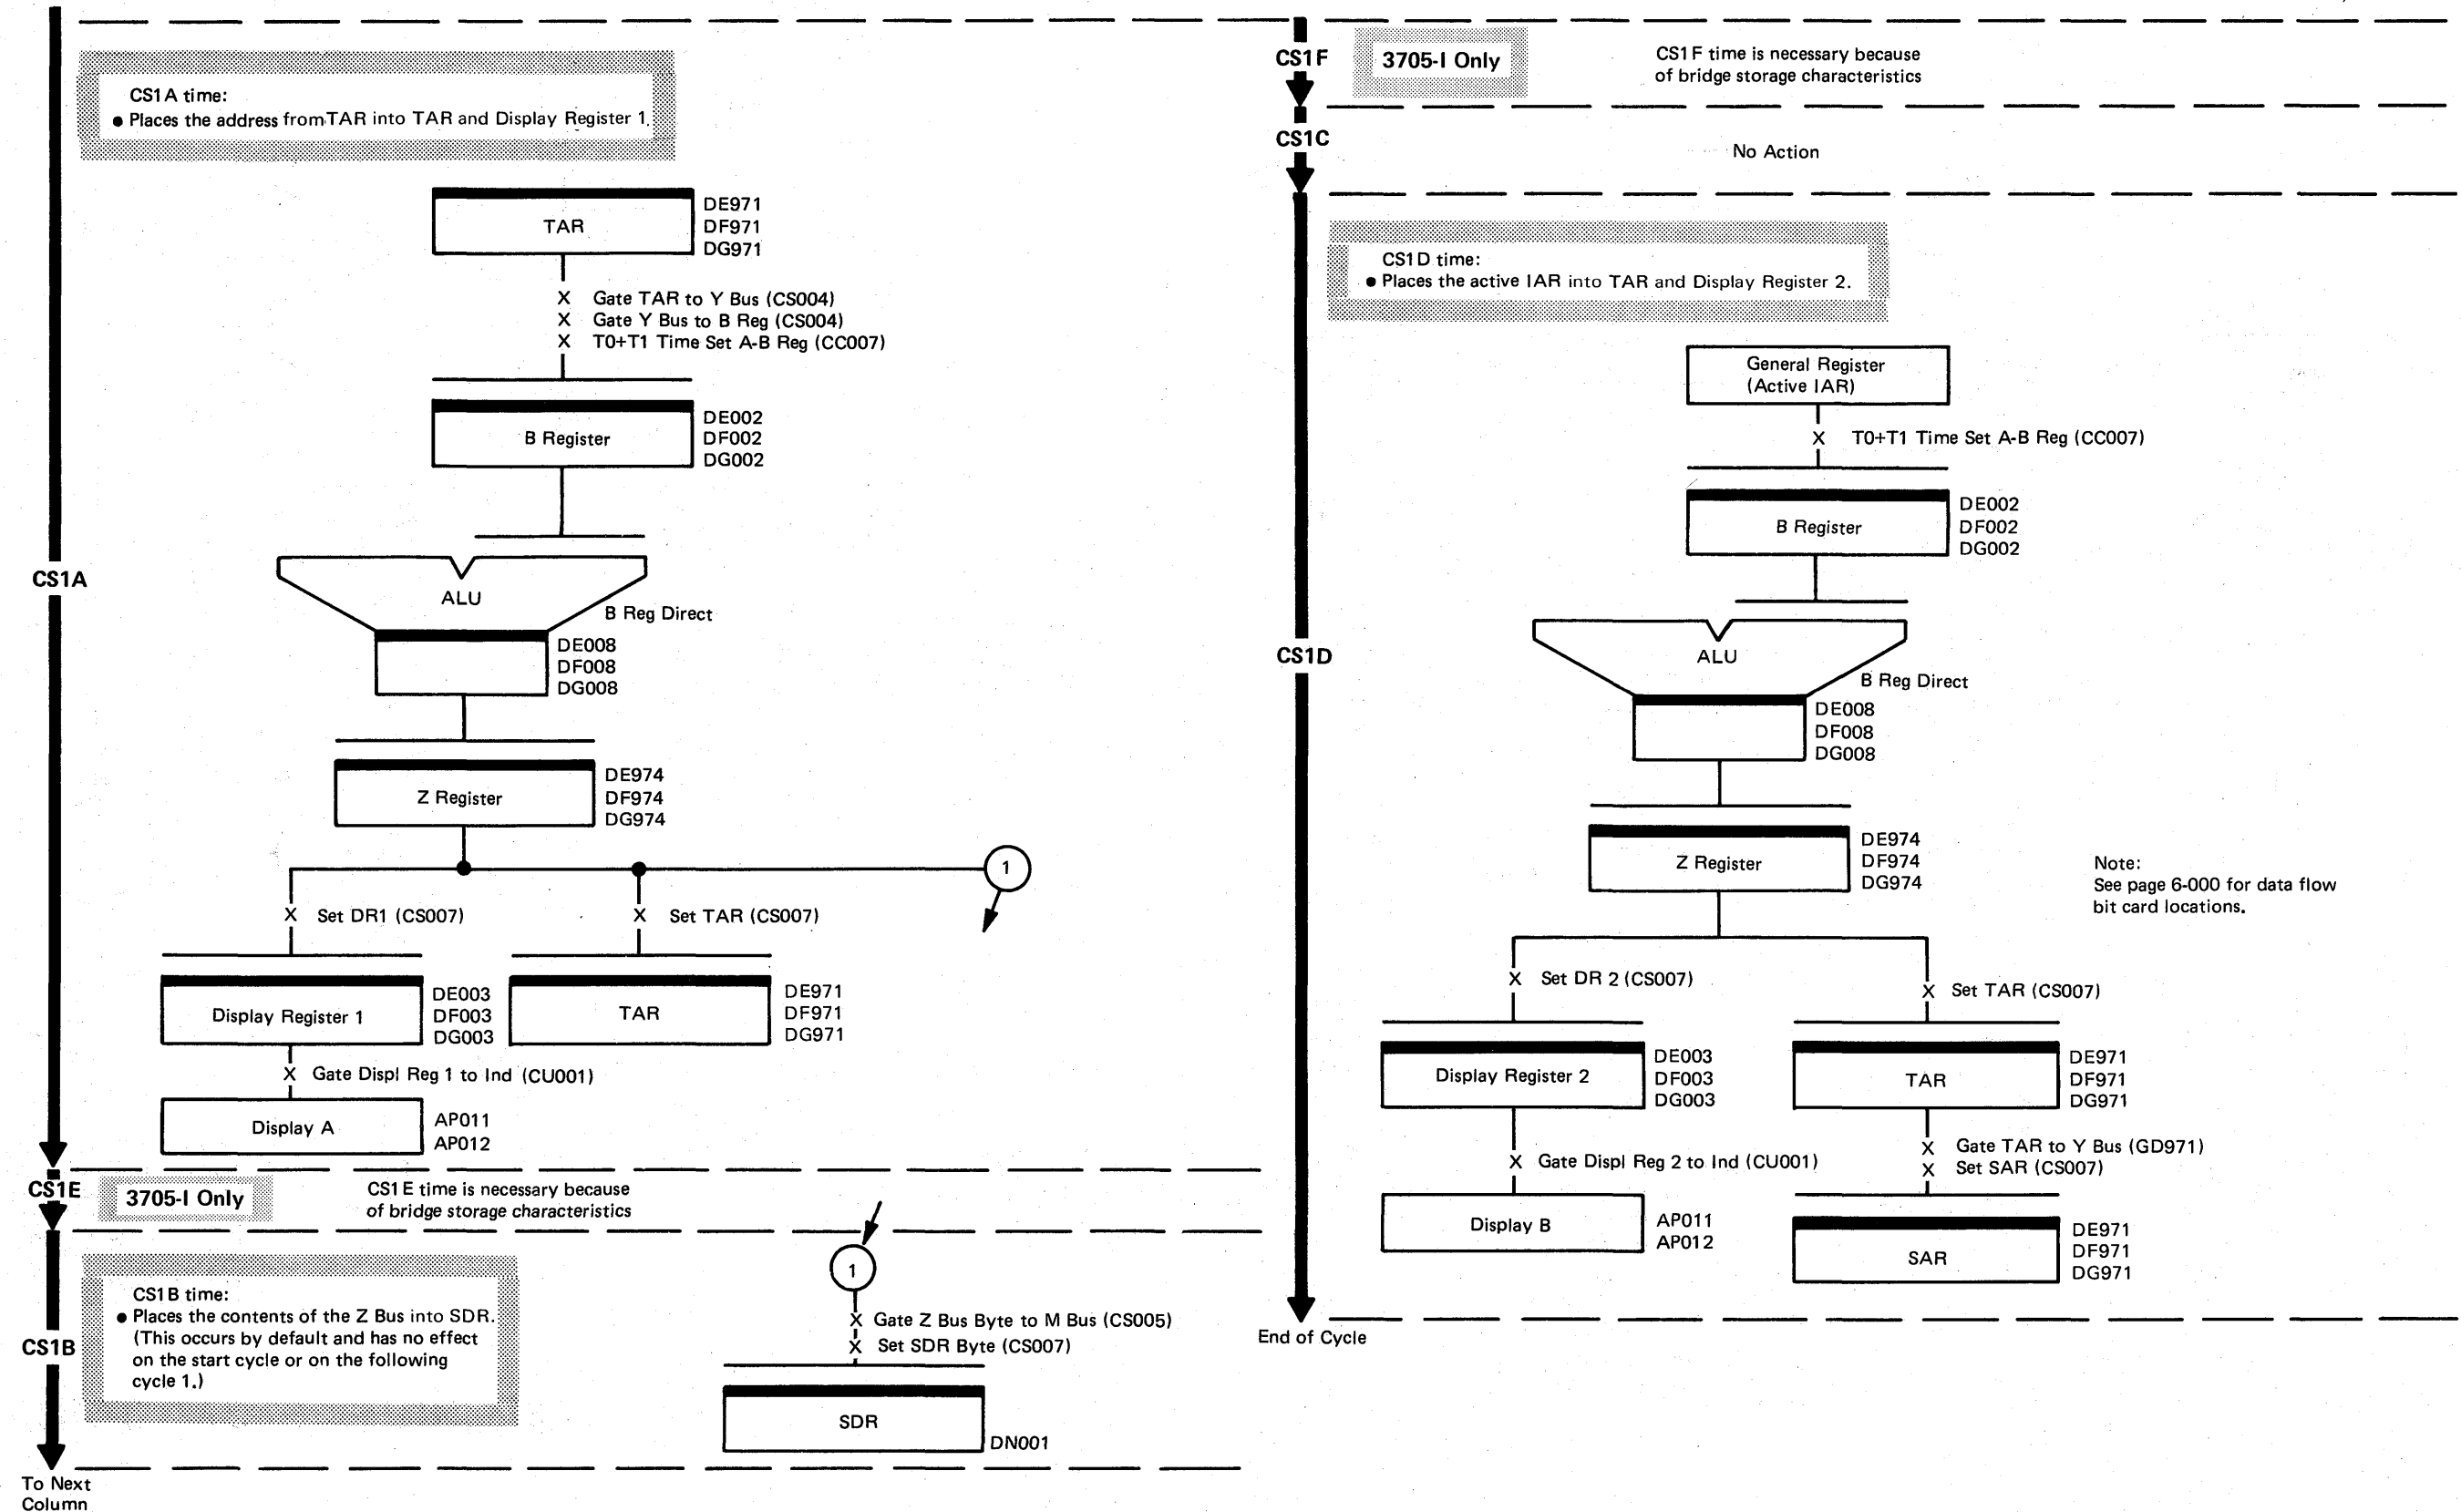 CS1A time:
● Places the address from TAR into TAR and Display Register 1.
TAR
DE971
DF971
DG971
X Gate TAR to Y Bus (CS004)
X Gate Y Bus to B Reg (CS004)
X T0+T1 Time Set A-B Reg (CC007)
B Register
DE002
DF002
DG002
CS1A
ALU
B Reg Direct
DE008
DF008
DG008
Z Register
DE974
DF974
DG974
1
X Set DR1 (CS007)
X Set TAR (CS007)
Display Register 1
DE003
DF003
DG003
TAR
DE971
DF971
DG971
X Gate Displ Reg 1 to Ind (CU001)
Display A
AP011
AP012
CS1E
3705-I Only
CS1E time is necessary because
of bridge storage characteristics
CS1B
CS1B time:
● Places the contents of the Z Bus into SDR.
(This occurs by default and has no effect
on the start cycle or on the following
cycle 1.)
1
X Gate Z Bus Byte to M Bus (CS005)
X Set SDR Byte (CS007)
SDR
DN001
To Next
Column
CS1F
3705-I Only
CS1F time is necessary because
of bridge storage characteristics
CS1C
No Action
CS1D time:
● Places the active IAR into TAR and Display Register 2.
General Register
(Active IAR)
X T0+T1 Time Set A-B Reg (CC007)
B Register
DE002
DF002
DG002
CS1D
ALU
B Reg Direct
DE008
DF008
DG008
Z Register
DE974
DF974
DG974
Note:
See page 6-000 for data flow
bit card locations.
X Set DR 2 (CS007)
X Set TAR (CS007)
Display Register 2
DE003
DF003
DG003
TAR
DE971
DF971
DG971
X Gate Displ Reg 2 to Ind (CU001)
X Gate TAR to Y Bus (GD971)
X Set SAR (CS007)
Display B
AP011
AP012
SAR
DE971
DF971
DG971
End of Cycle